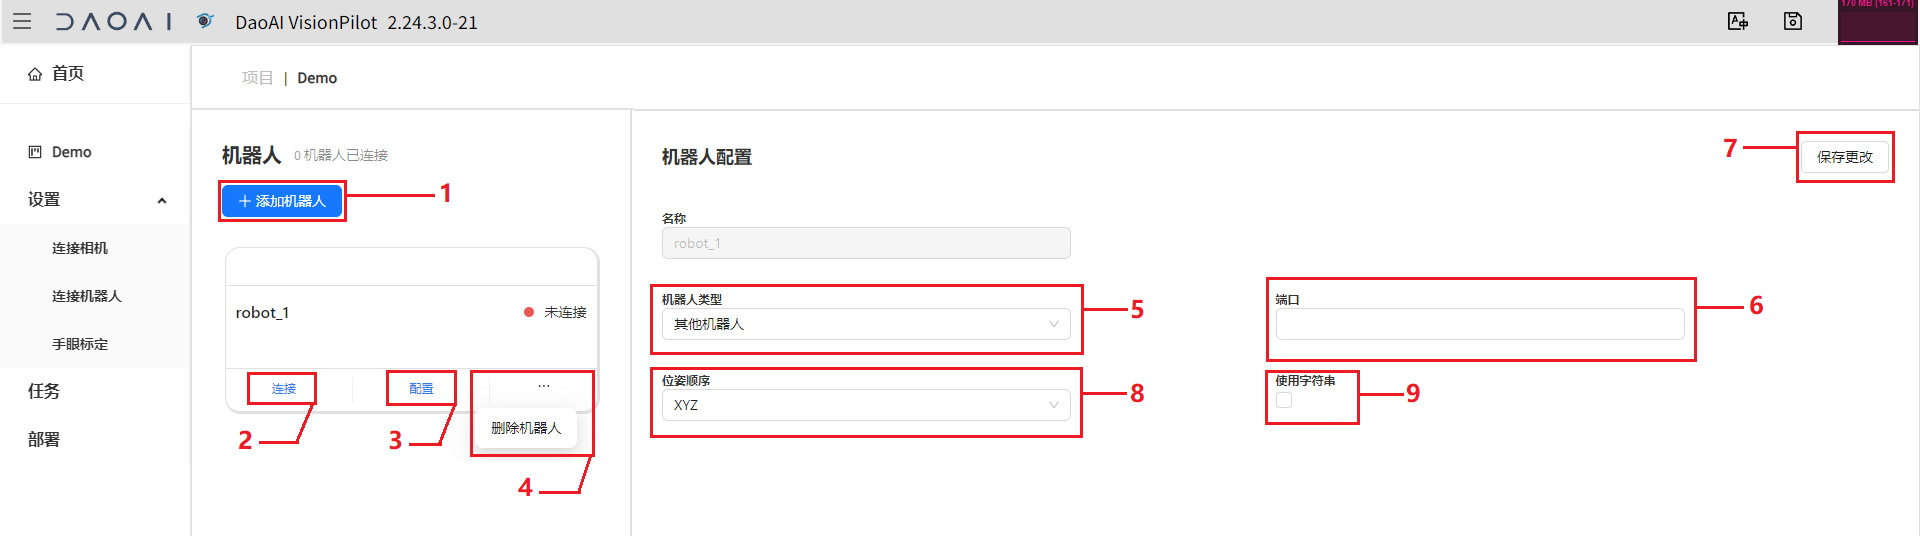 DAOAI DaoAI VisionPilot 2.24.3.0-21
170 MB (161-171)
首页
项目 | Demo
Demo
设置
连接相机
连接机器人
手眼标定
任务
部署
机器人 0 机器人已连接
+ 添加机器人
1
robot_1 未连接
连接 配置 ...
删除机器人
2 3
4
机器人配置
7 保存更改
名称
robot_1
机器人类型
其他机器人
5
端口
6
位姿顺序
XYZ
8
使用字符串
9